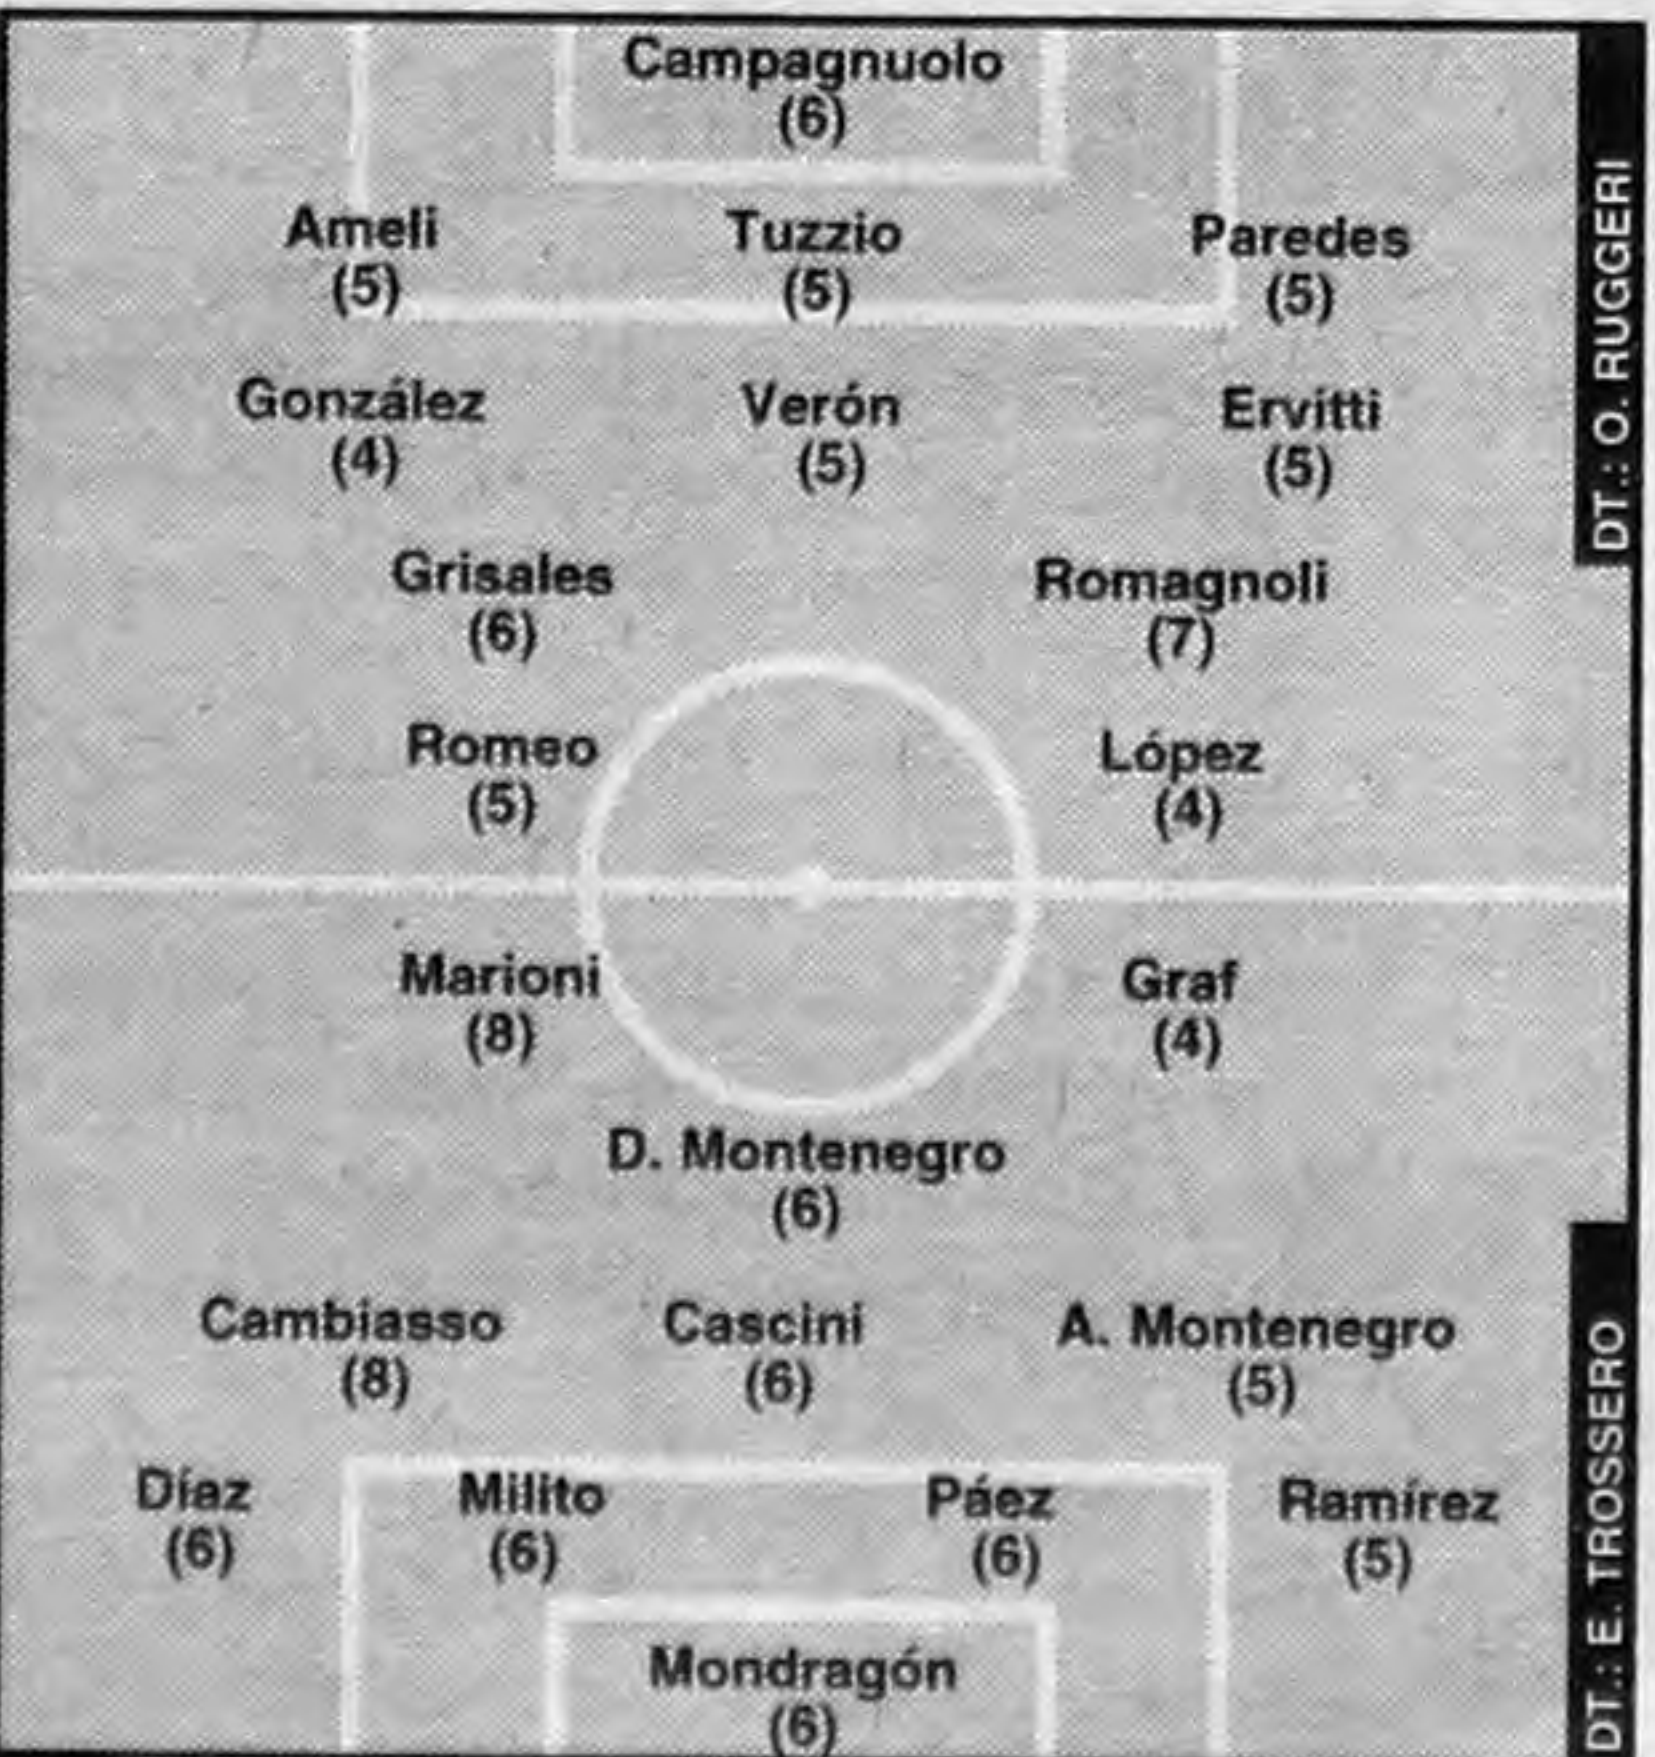 Campagnuolo
(6)
Ameli Tuzzio Paredes
(5) (5) (5)
González Verón Ervitti
(4) (5) (5)
Grisales Romagnoli
(6) (7)
Romeo López
(5) (4)
Marioni Graf
(8) (4)
D. Montenegro
(6)
Cambiasso Cascini A. Montenegro
(8) (6) (5)
Díaz Milito Páez Ramírez
(6) (6) (6) (5)
Mondragón
(6)
DT.: O. RUGGERI
DT.: E. TROSSERO